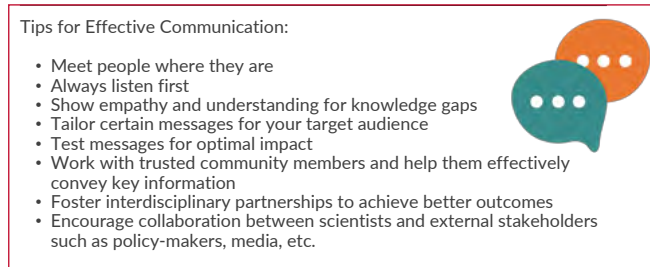 Tips for Effective Communication:
• Meet people where they are
• Always listen first
• Show empathy and understanding for knowledge gaps
• Tailor certain messages for your target audience
• Test messages for optimal impact
• Work with trusted community members and help them effectively
convey key information
• Foster interdisciplinary partnerships to achieve better outcomes
• Encourage collaboration between scientists and external stakeholders
such as policy-makers, media, etc.